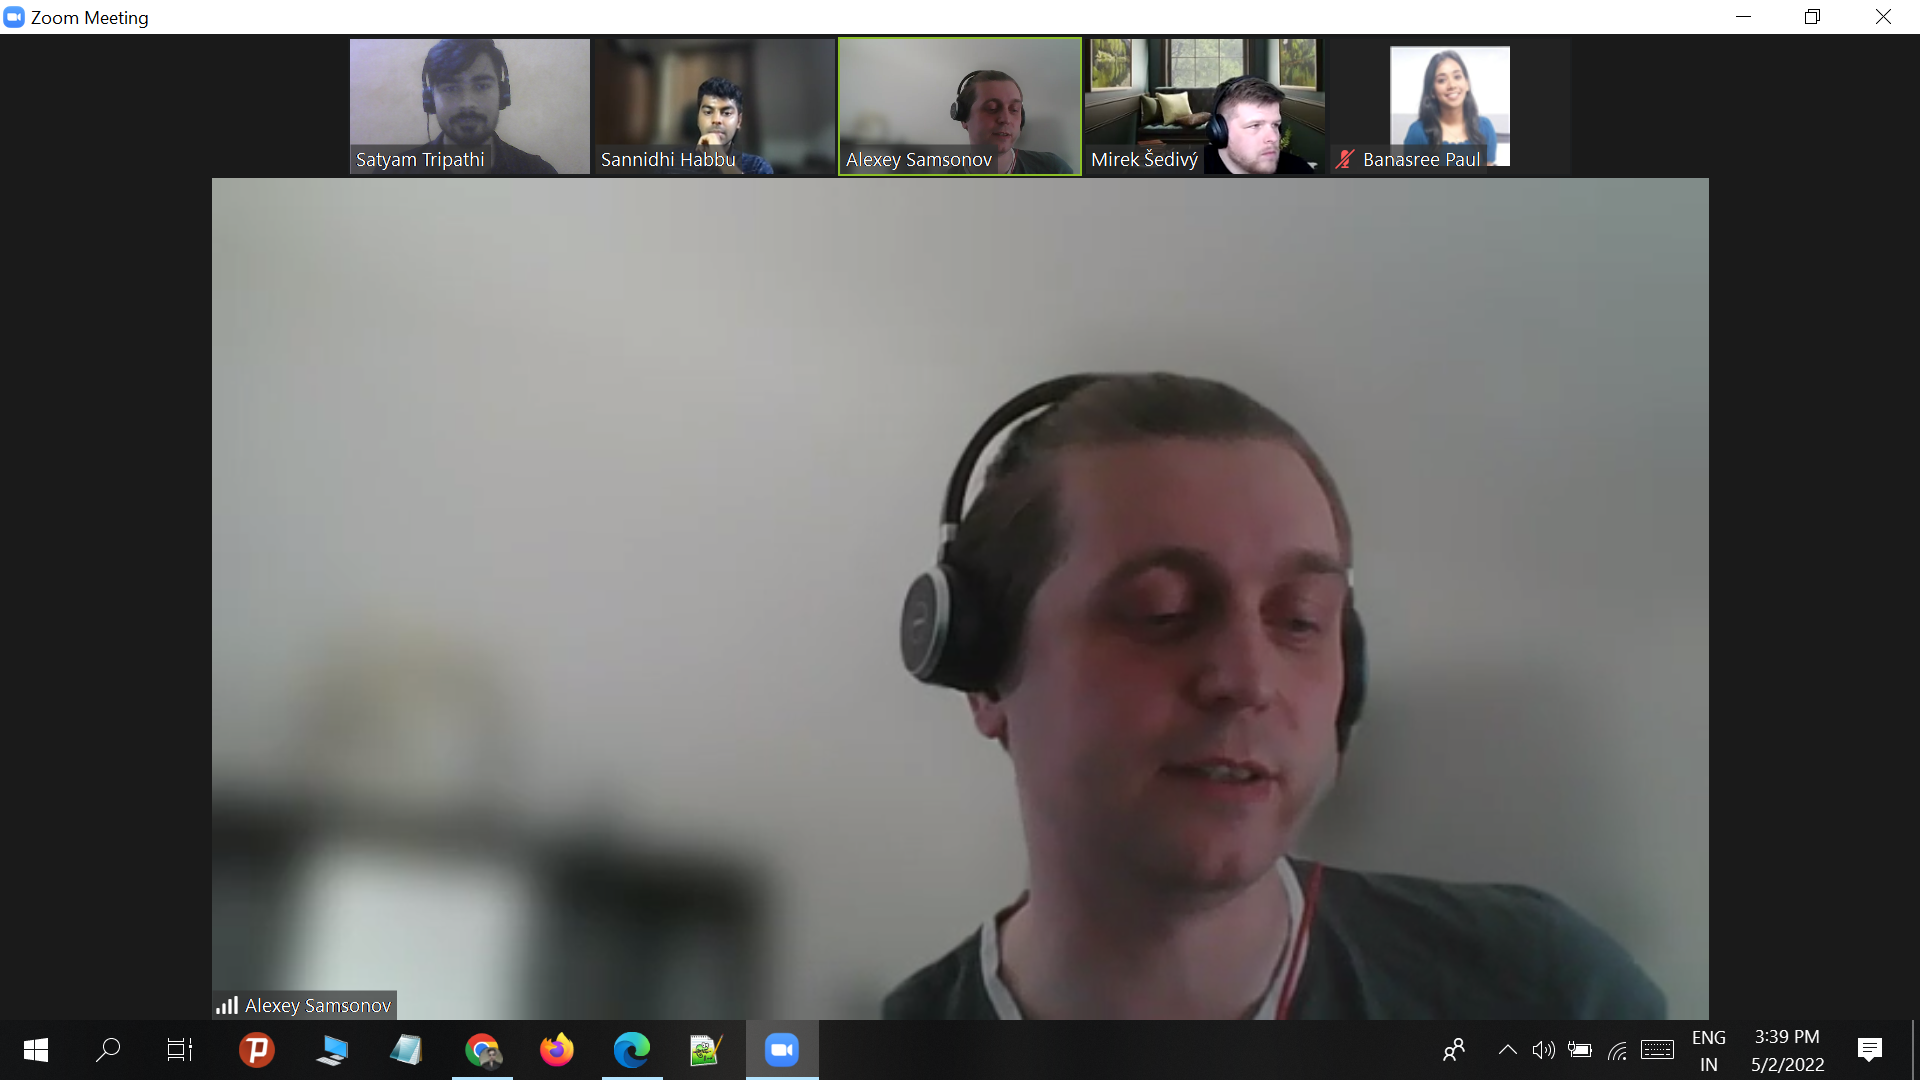 Zoom Meeting
Satyam Tripathi
Sannidhi Habbu
Alexey Samsonov
Mirek Šedivý
Banasree Paul
Alexey Samsonov
ENG
IN
3:39 PM
5/2/2022